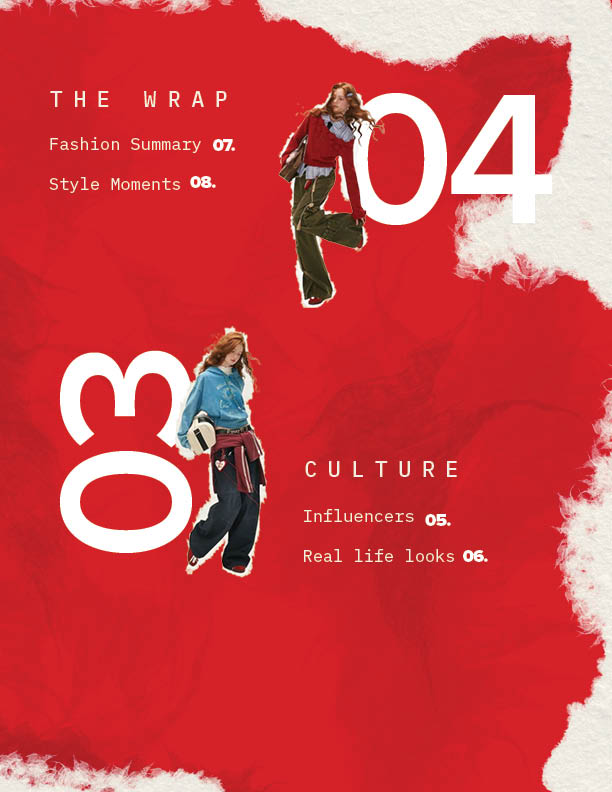 THE WRAP
Fashion Summary 07.
Style Moments 08.
04
03
CULTURE
Influencers 05.
Real life looks 06.